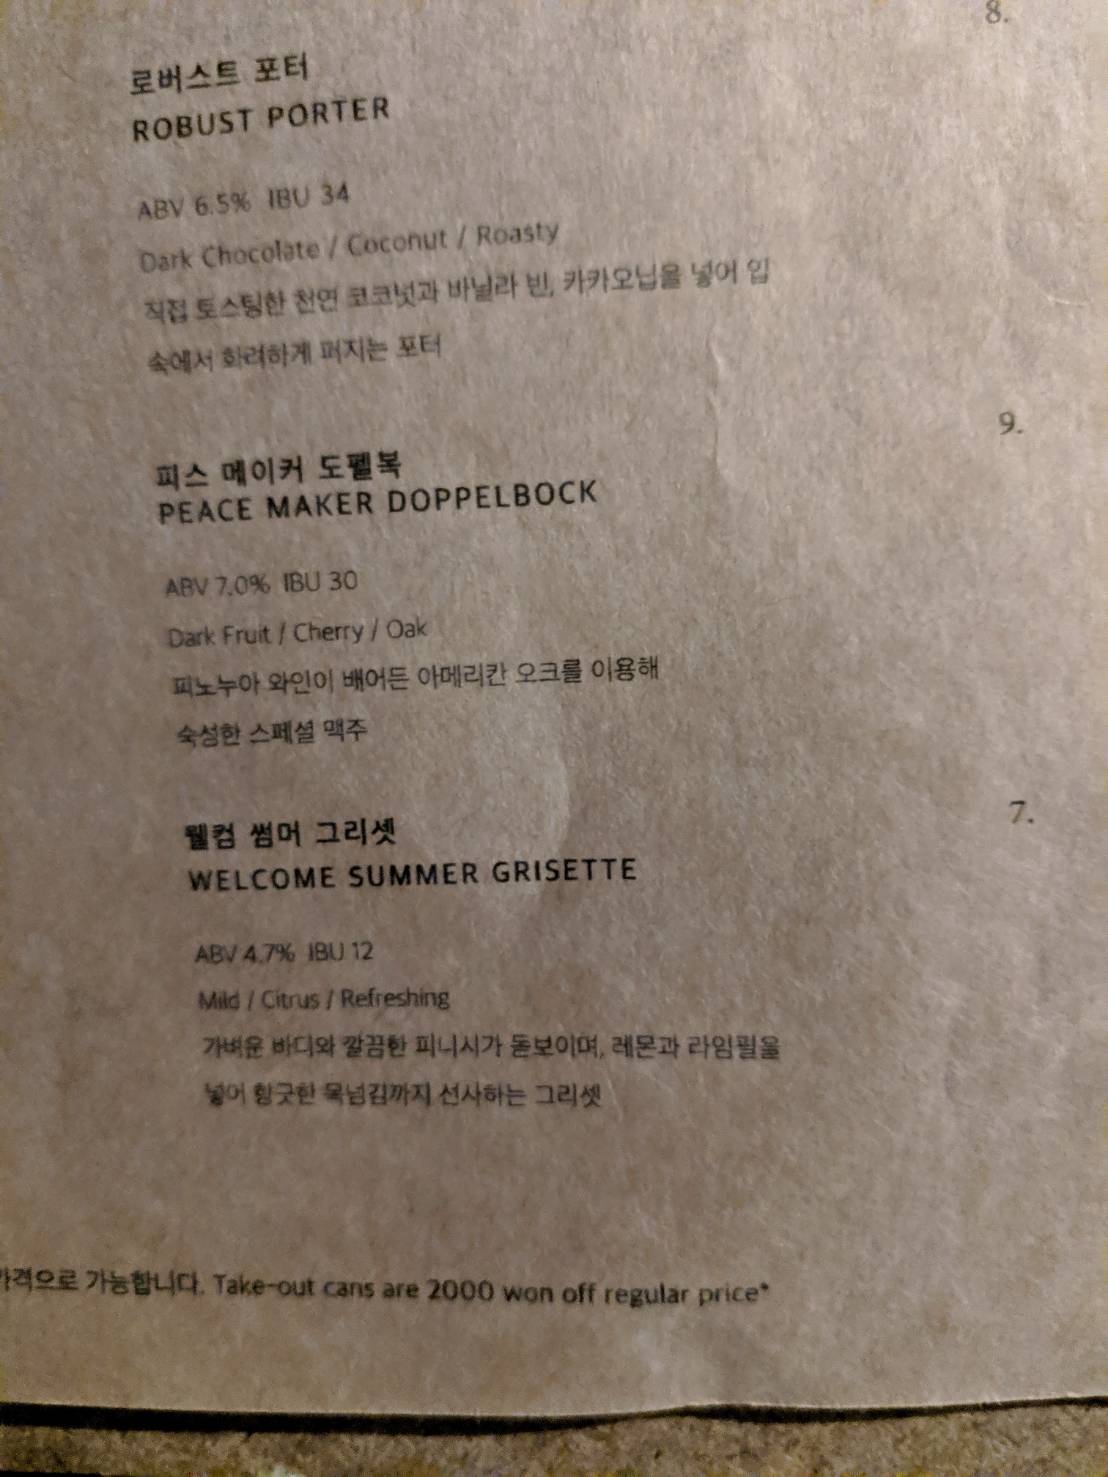 8.
로버스트 포터
ROBUST PORTER
ABV 6.5% IBU 34
Dark Chocolate / Coconut / Roasty
직접 토스팅한 천연 코코넛과 바닐라 빈, 카카오닙을 넣어 입
속에서 화려하게 퍼지는 포터
9.
피스 메이커 도펠복
PEACE MAKER DOPPELBOCK
ABV 7.0% IBU 30
Dark Fruit / Cherry / Oak
피노누아 와인이 배어든 아메리칸 오크를 이용해
숙성한 스페셜 맥주
7.
웰컴 썸머 그리셋
WELCOME SUMMER GRISETTE
ABV 4.7% IBU 12
Mild / Citrus / Refreshing
가벼운 바디와 깔끔한 피니시가 돋보이며, 레몬과 라임필을
넣어 향긋한 목넘김까지 선사하는 그리셋
가격으로 가능합니다. Take-out cans are 2000 won off regular price*